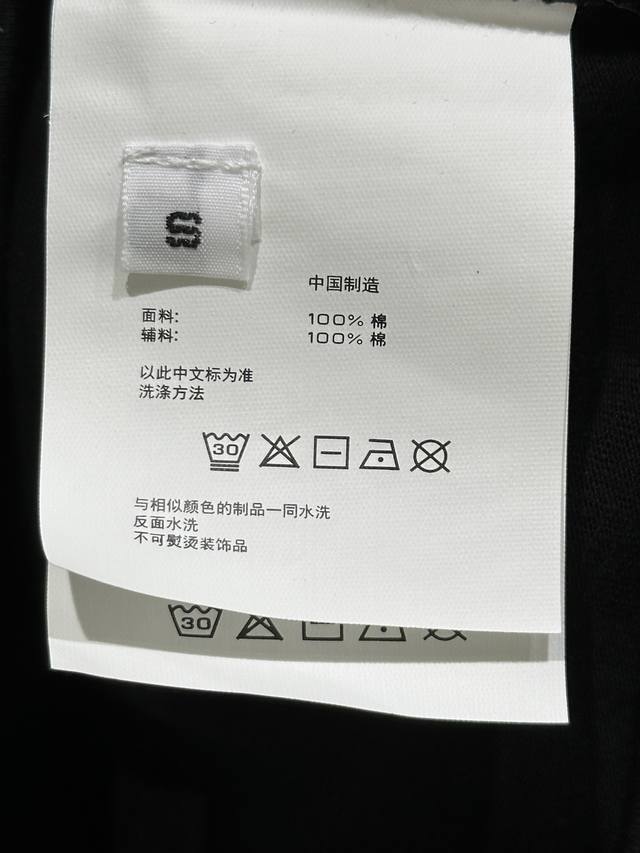 S
中国制造
面料: 100% 棉
辅料: 100% 棉
以此中文标为准
洗涤方法
30
与相似颜色的制品一同水洗
反面水洗
不可熨烫装饰品
30